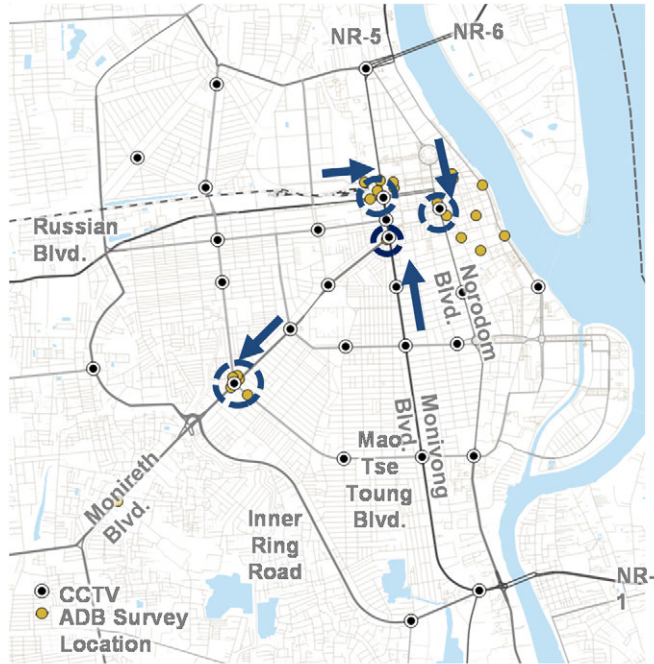 NR-5
NR-6
Russian
Blvd.
Norodom
Blvd.
Monivong
Blvd.
Mao
Tse
Toung
Blvd.
Monireth
Blvd.
Inner
Ring
Road
NR-
1
CCTV
ADB Survey
Location